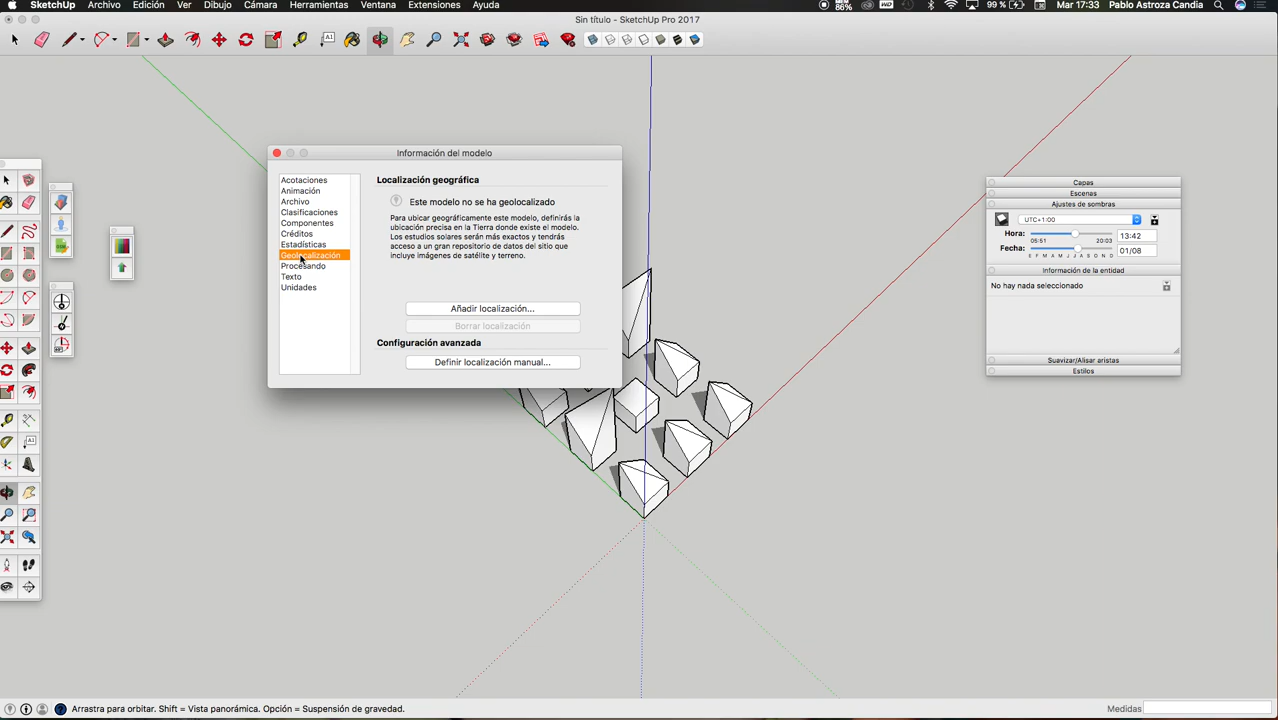 SketchUp Archivo Edición Ver Dibujo Cámara Herramientas Ventana Extensiones Ayuda 86% WD 99 % Mar 17:33 Pablo Astroza Candia
Sin título - SketchUp Pro 2017
A1
Información del modelo
Acotaciones
Animación
Archivo
Clasificaciones
Componentes
Créditos
Estadísticas
Geolocalización
Procesando
Texto
Unidades
Localización geográfica
Este modelo no se ha geolocalizado
Para ubicar geográficamente este modelo, definirás la
ubicación precisa en la Tierra donde existe el modelo.
Los estudios solares serán más exactos y tendrás
acceso a un gran repositorio de datos del sitio que
incluye imágenes de satélite y terreno.
Añadir localización...
Borrar localización
Configuración avanzada
Definir localización manual...
Capas
Escenas
Ajustes de sombras
UTC+1:00
Hora: 13:42
05:51 20:03
Fecha: 01/08
E F M A M J J A S O N D
Información de la entidad
No hay nada seleccionado
Suavizar/Alisar aristas
Estilos
A1
Arrastra para orbitar. Shift = Vista panorámica. Opción = Suspensión de gravedad.
Medidas